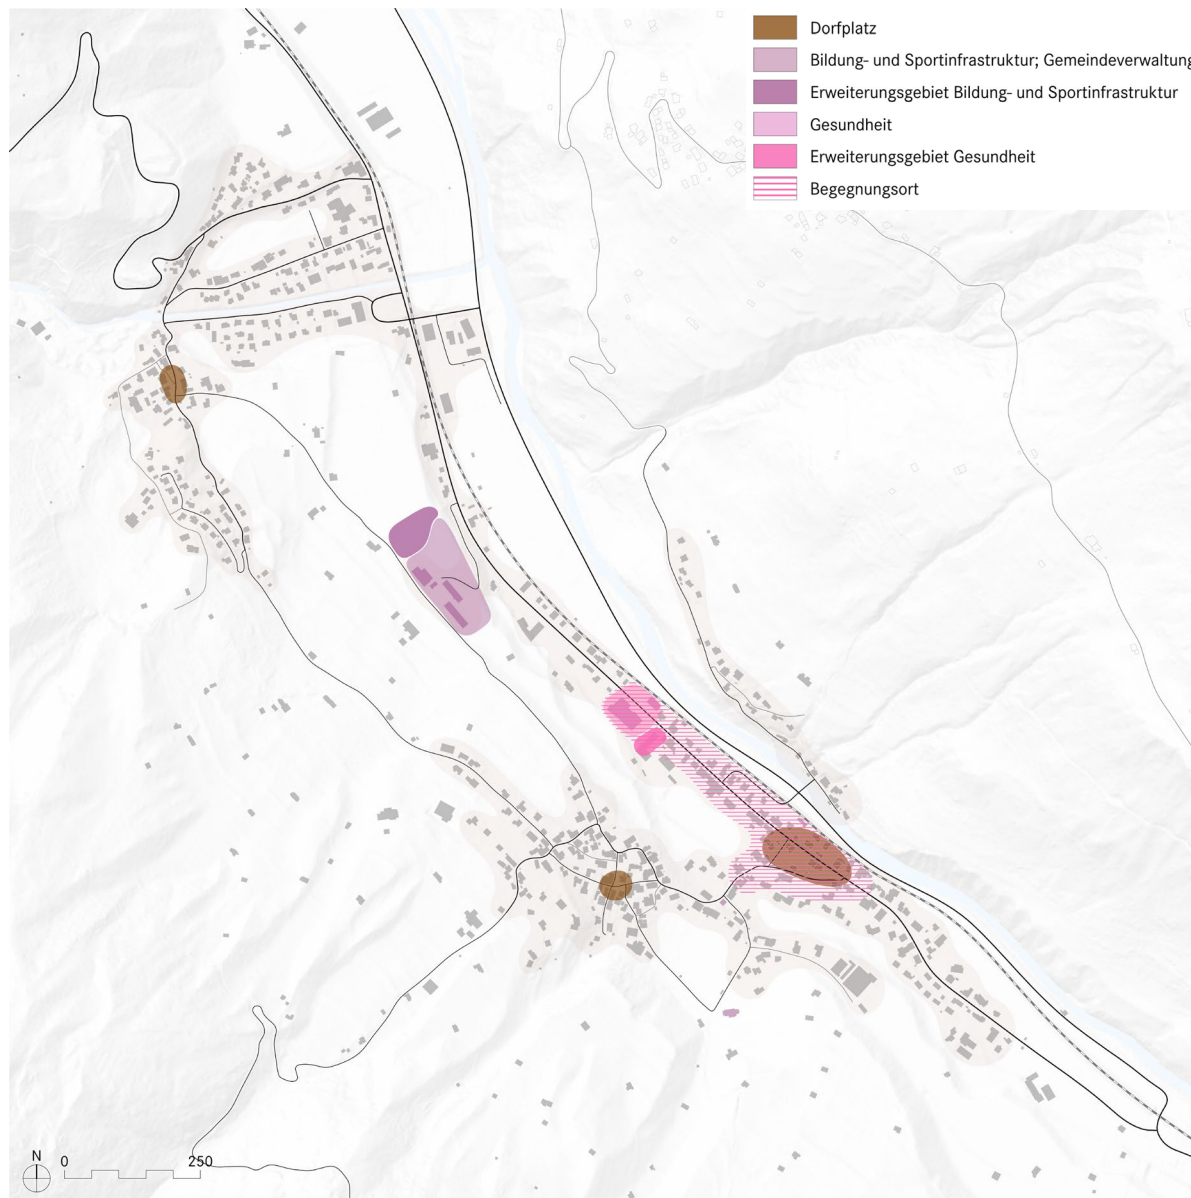 Dorfplatz
Bildung- und Sportinfrastruktur; Gemeindeverwaltung
Erweiterungsgebiet Bildung- und Sportinfrastruktur
Gesundheit
Erweiterungsgebiet Gesundheit
Begegnungsort
N
0 250